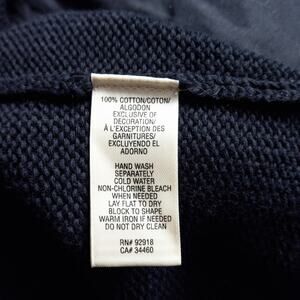 100% COTTON/COTON/
ALGODON
EXCLUSIVE OF
DECORATION/
À L'EXCEPTION DES
GARNITURES/
EXCLUYENDO EL
ADORNO
HAND WASH
SEPARATELY
COLD WATER
NON-CHLORINE BLEACH
WHEN NEEDED
LAY FLAT TO DRY
BLOCK TO SHAPE
WARM IRON IF NEEDED
DO NOT DRY CLEAN
RN# 92918
CA# 34460